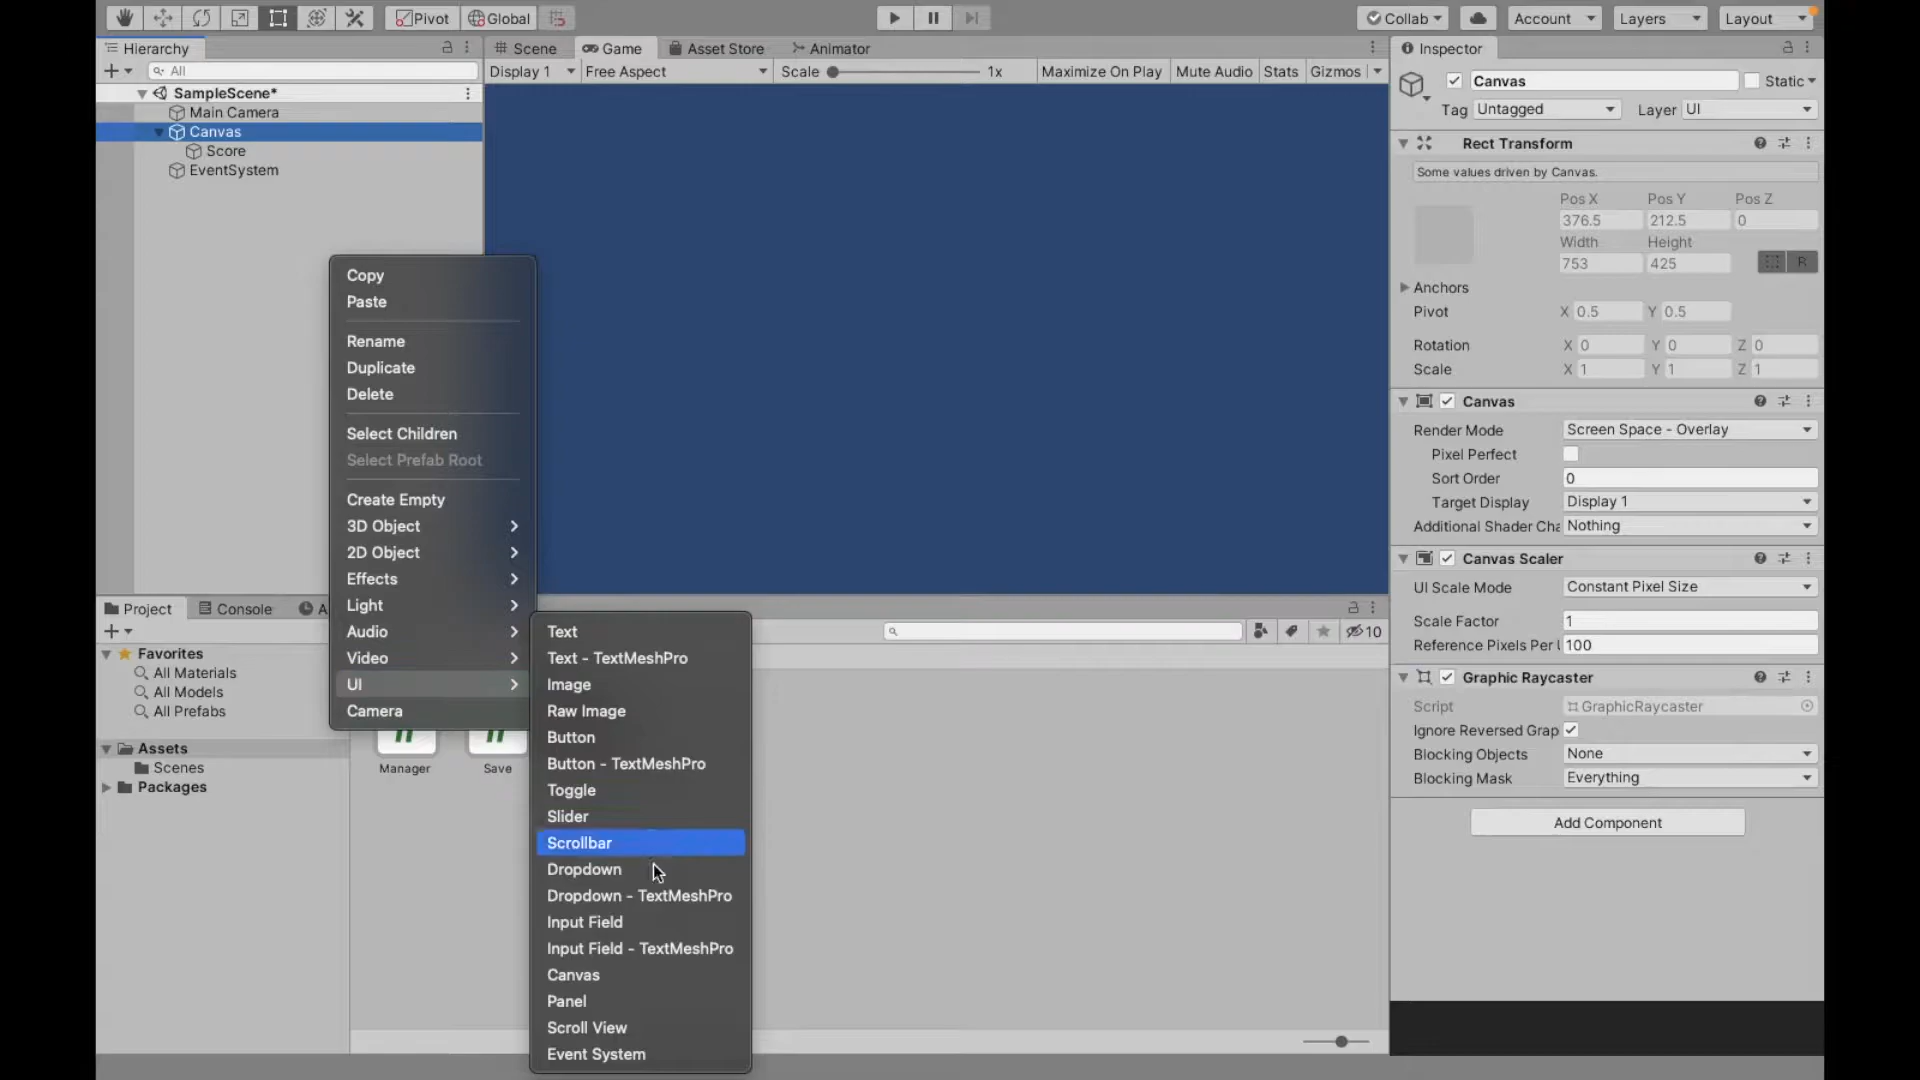 Pivot Global Collab Account Layers Layout
Hierarchy Scene Game Asset Store Animator Inspector
All Display 1 Free Aspect Scale 1x Maximize On Play Mute Audio Stats Gizmos
Canvas Static
Tag Untagged Layer UI
SampleScene*
Main Camera
Canvas
Score
EventSystem
Copy
Paste
Rename
Duplicate
Delete
Select Children
Select Prefab Root
Create Empty
3D Object
2D Object
Effects
Light
Audio
Video
UI
Camera
Text
Text - TextMeshPro
Image
Raw Image
Button
Button - TextMeshPro
Toggle
Slider
Scrollbar
Dropdown
Dropdown - TextMeshPro
Input Field
Input Field - TextMeshPro
Canvas
Panel
Scroll View
Event System
Project Console A
10
Favorites
All Materials
All Models
All Prefabs
Assets
Scenes
Packages
Manager Save
Rect Transform
Some values driven by Canvas.
Pos X Pos Y Pos Z
376.5 212.5 0
Width Height
753 425 R
Anchors
Pivot X 0.5 Y 0.5
Rotation X 0 Y 0 Z 0
Scale X 1 Y 1 Z 1
Canvas
Render Mode Screen Space - Overlay
Pixel Perfect
Sort Order 0
Target Display Display 1
Additional Shader Cha Nothing
Canvas Scaler
UI Scale Mode Constant Pixel Size
Scale Factor 1
Reference Pixels Per 100
Graphic Raycaster
Script GraphicRaycaster
Ignore Reversed Grap
Blocking Objects None
Blocking Mask Everything
Add Component